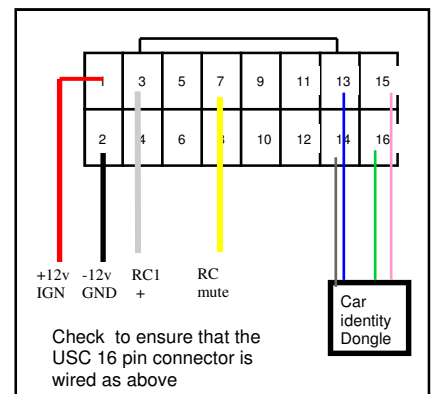 1 3 5 7 9 11 13 15
2 4 6 8 10 12 14 16
+12v -12v RC1 RC
IGN GND + mute
Car
identity
Dongle
Check to ensure that the
USC 16 pin connector is
wired as above